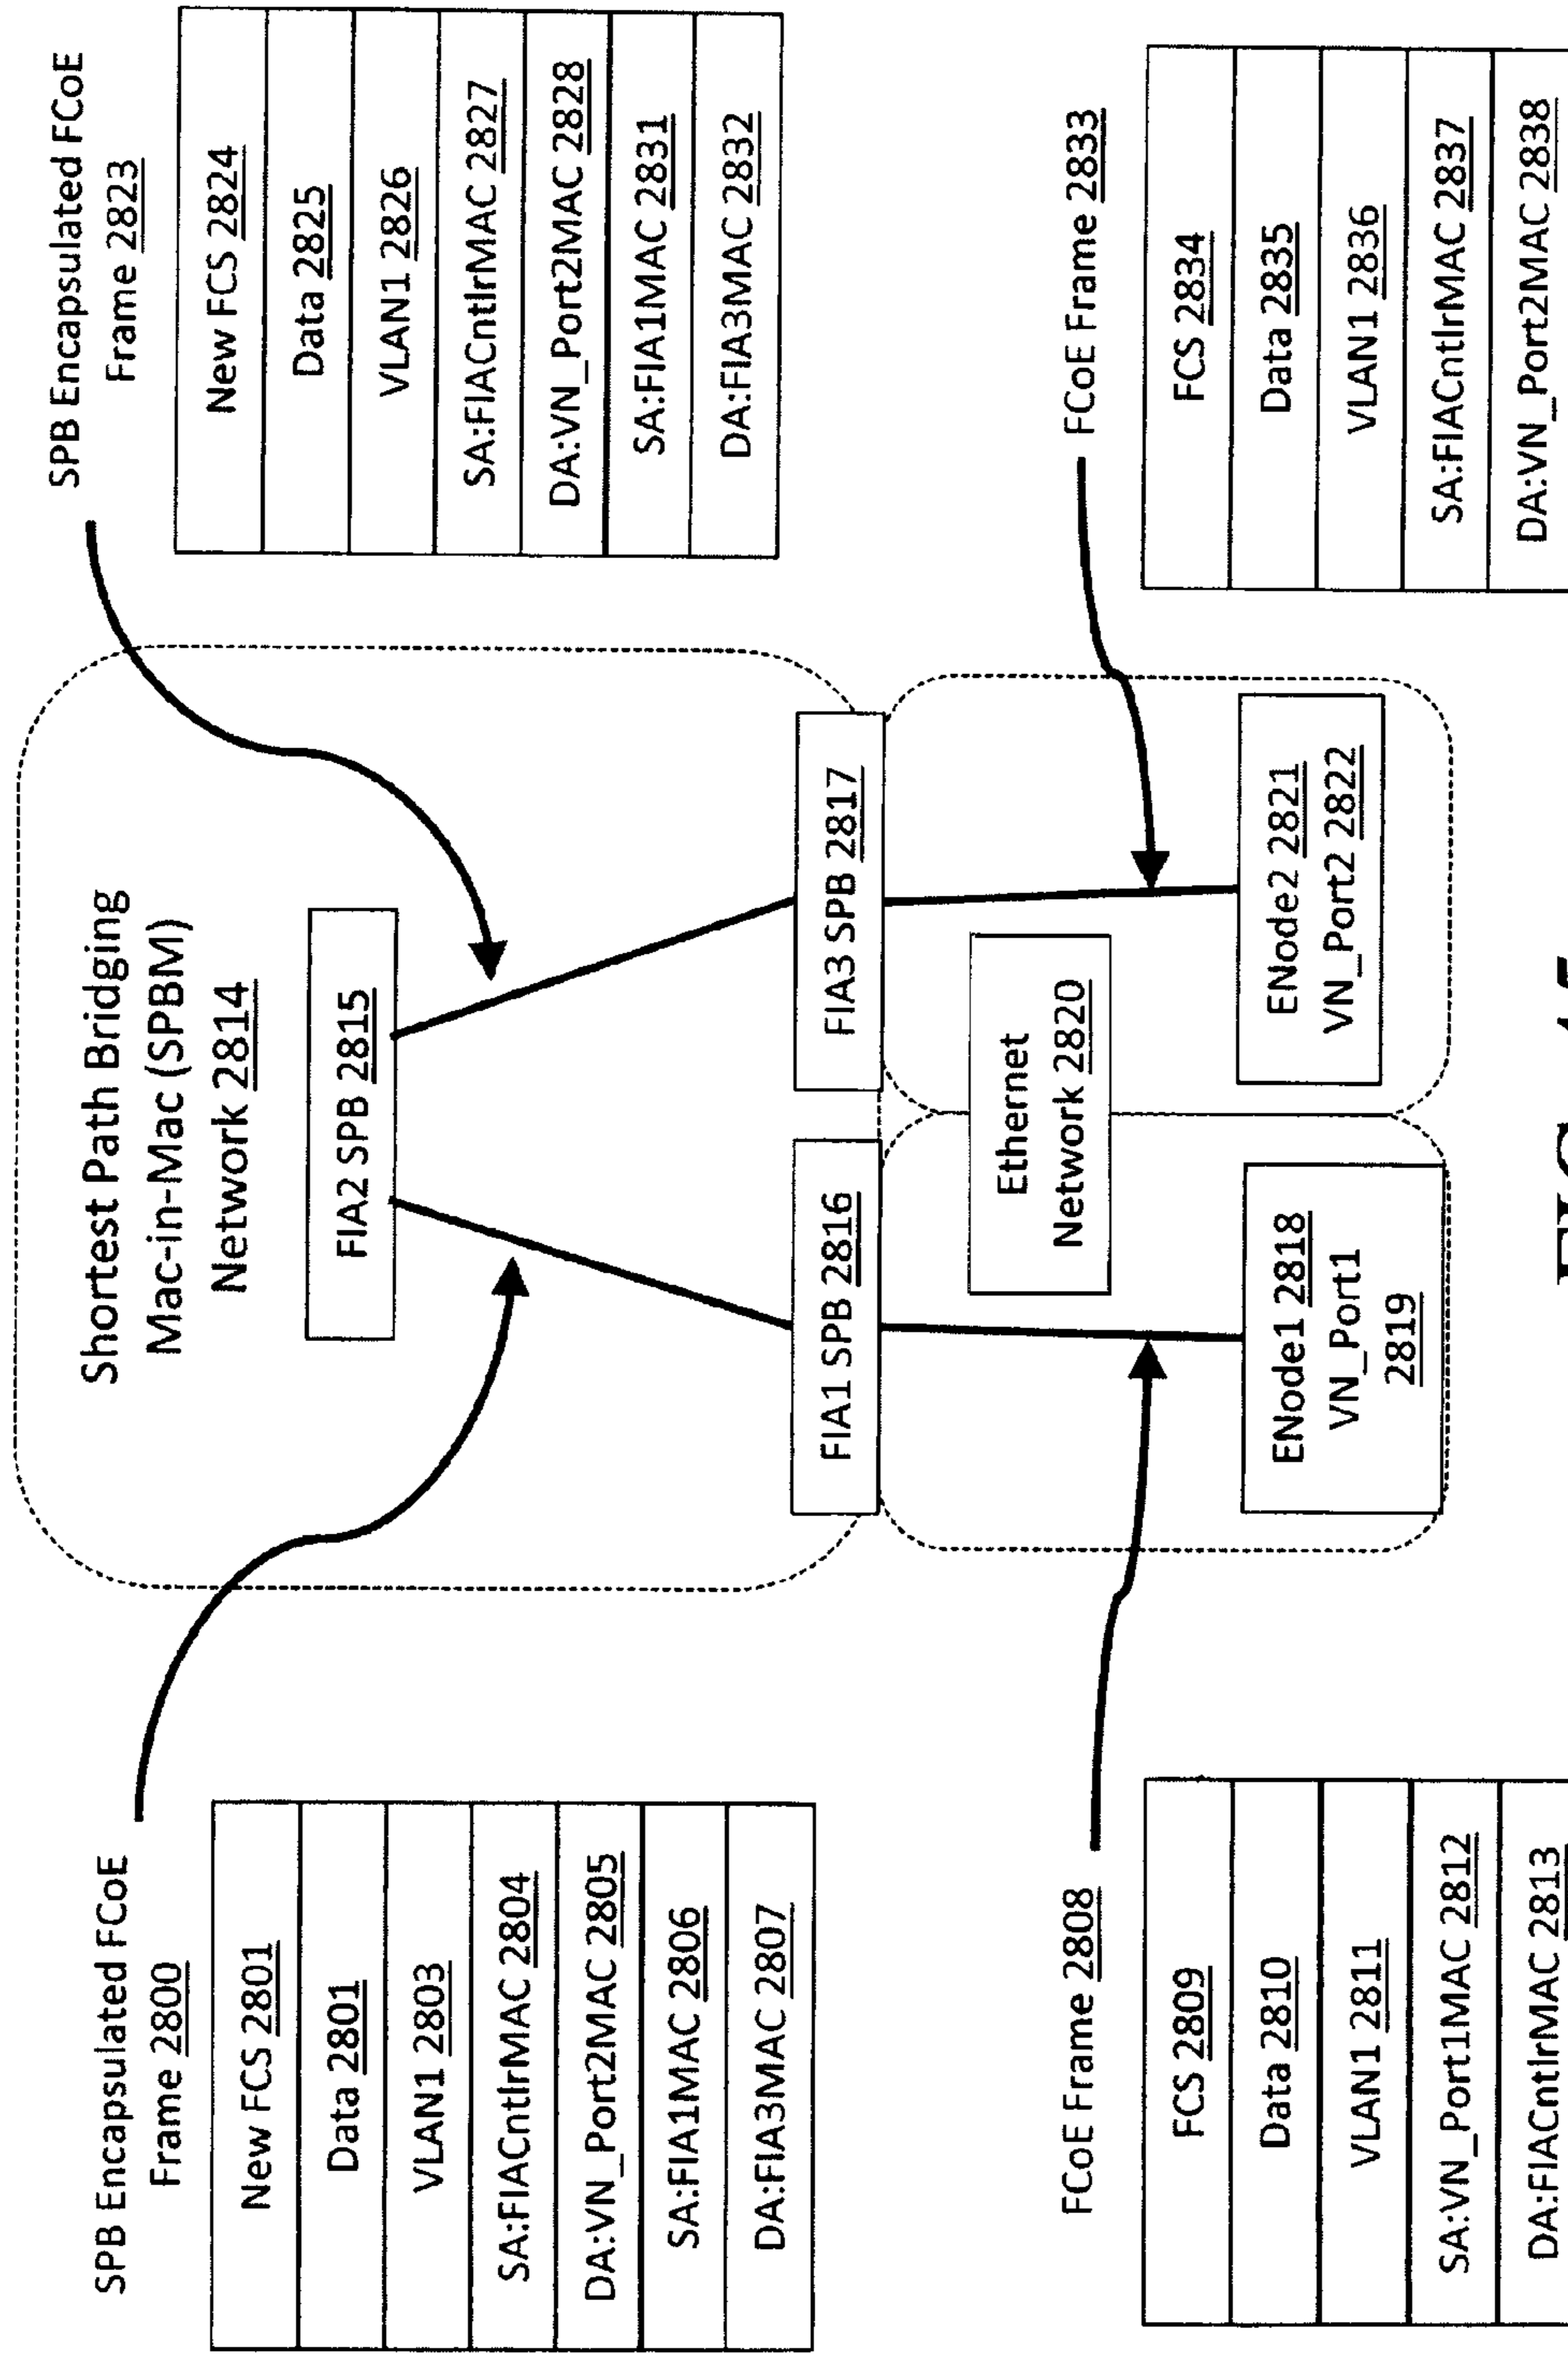 SPB Encapsulated FCoE
Frame 2800
New FCS 2801
Data 2801
VLAN1 2803
SA:FIACntlrMAC 2804
DA:VN_Port2MAC 2805
SA:FIA1MAC 2806
DA:FIA3MAC 2807
FCoE Frame 2808
FCS 2809
Data 2810
VLAN1 2811
SA:VN_Port1MAC 2812
DA:FIACntlrMAC 2813
Shortest Path Bridging
Mac-in-Mac (SPBM)
Network 2814
FIA2 SPB 2815
FIA1 SPB 2816
FIA3 SPB 2817
Ethernet
Network 2820
ENode1 2818
VN_Port1
2819
ENode2 2821
VN_Port2 2822
SPB Encapsulated FCoE
Frame 2823
New FCS 2824
Data 2825
VLAN1 2826
SA:FIACntlrMAC 2827
DA:VN_Port2MAC 2828
SA:FIA1MAC 2831
DA:FIA3MAC 2832
FCoE Frame 2833
FCS 2834
Data 2835
VLAN1 2836
SA:FIACntlrMAC 2837
DA:VN_Port2MAC 2838